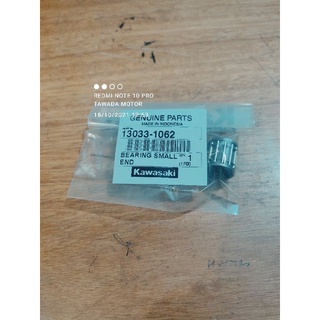 REDMI NOTE 10 PRO
TAWADA MOTOR
GENUINE PARTS
MADE IN INDONESIA
13033-1062
BEARING SMALL
END
1
Kawasaki